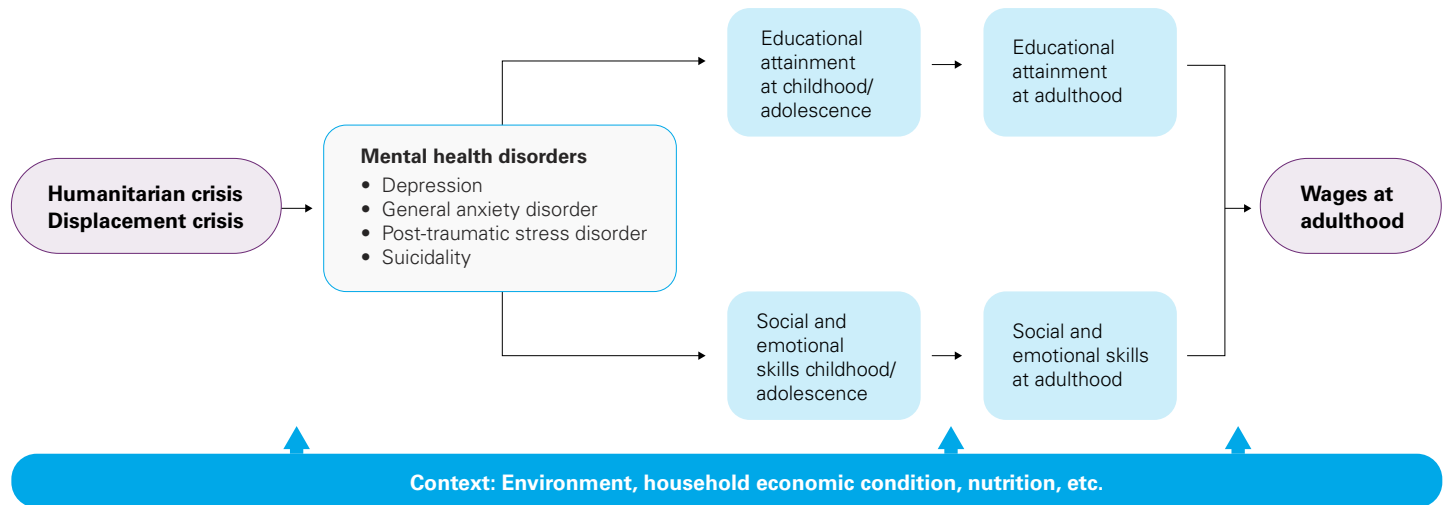 Humanitarian crisis
Displacement crisis
Mental health disorders
• Depression
• General anxiety disorder
• Post-traumatic stress disorder
• Suicidality
Educational
attainment
at childhood/
adolescence
Educational
attainment
at adulthood
Social and
emotional
skills childhood/
adolescence
Social and
emotional skills
at adulthood
Wages at
adulthood
Context: Environment, household economic condition, nutrition, etc.